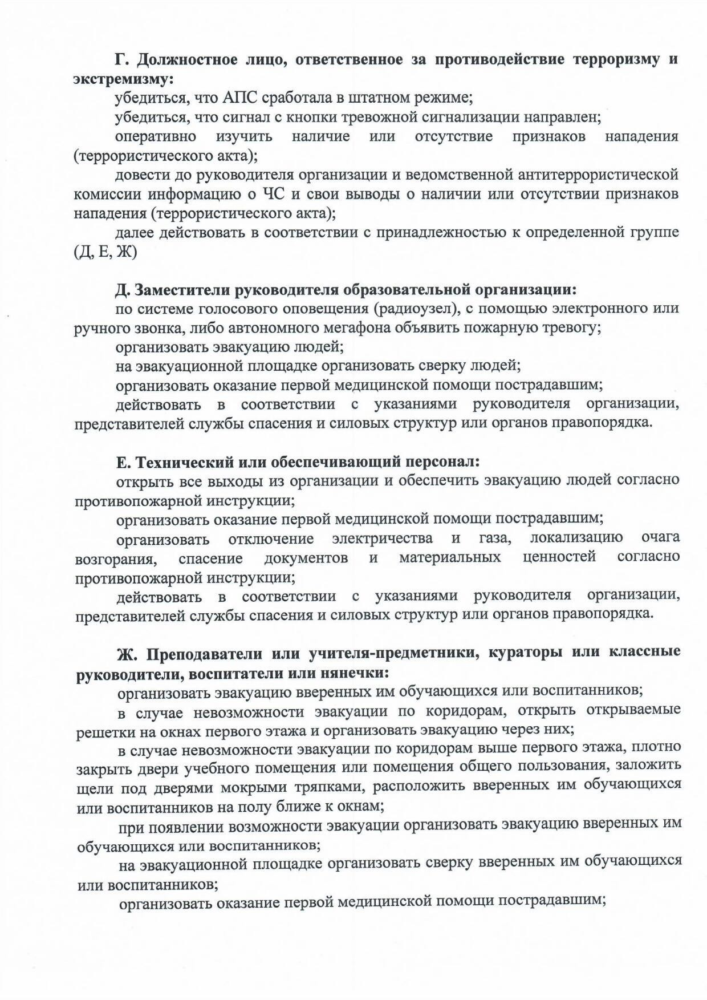 Г. Должностное лицо, ответственное за противодействие терроризму и
экстремизму:
убедиться, что АПС сработала в штатном режиме;
убедиться, что сигнал с кнопки тревожной сигнализации направлен;
оперативно изучить наличие или отсутствие признаков нападения
(террористического акта);
довести до руководителя организации и ведомственной антитеррористической
комиссии информацию о ЧС и свои выводы о наличии или отсутствии признаков
нападения (террористического акта);
далее действовать в соответствии с принадлежностью к определенной группе
(Д, Е, Ж)
Д. Заместители руководителя образовательной организации:
по системе голосового оповещения (радиоузел), с помощью электронного или
ручного звонка, либо автономного мегафона объявить пожарную тревогу;
организовать эвакуацию людей;
на эвакуационной площадке организовать сверку людей;
организовать оказание первой медицинской помощи пострадавшим;
действовать в соответствии с указаниями руководителя организации,
представителей службы спасения и силовых структур или органов правопорядка.
Е. Технический или обеспечивающий персонал:
открыть все выходы из организации и обеспечить эвакуацию людей согласно
противопожарной инструкции;
организовать оказание первой медицинской помощи пострадавшим;
организовать отключение электричества и газа, локализацию очага
возгорания, спасение документов и материальных ценностей согласно
противопожарной инструкции;
действовать в соответствии с указаниями руководителя организации,
представителей службы спасения и силовых структур или органов правопорядка.
Ж. Преподаватели или учителя-предметники, кураторы или классные
руководители, воспитатели или нянечки:
организовать эвакуацию вверенных им обучающихся или воспитанников;
в случае невозможности эвакуации по коридорам, открыть открываемые
решетки на окнах первого этажа и организовать эвакуацию через них;
в случае невозможности эвакуации по коридорам выше первого этажа, плотно
закрыть двери учебного помещения или помещения общего пользования, заложить
щели под дверями мокрыми тряпками, расположить вверенных им обучающихся
или воспитанников на полу ближе к окнам;
при появлении возможности эвакуации организовать эвакуацию вверенных им
обучающихся или воспитанников;
на эвакуационной площадке организовать сверку вверенных им обучающихся
или воспитанников;
организовать оказание первой медицинской помощи пострадавшим;